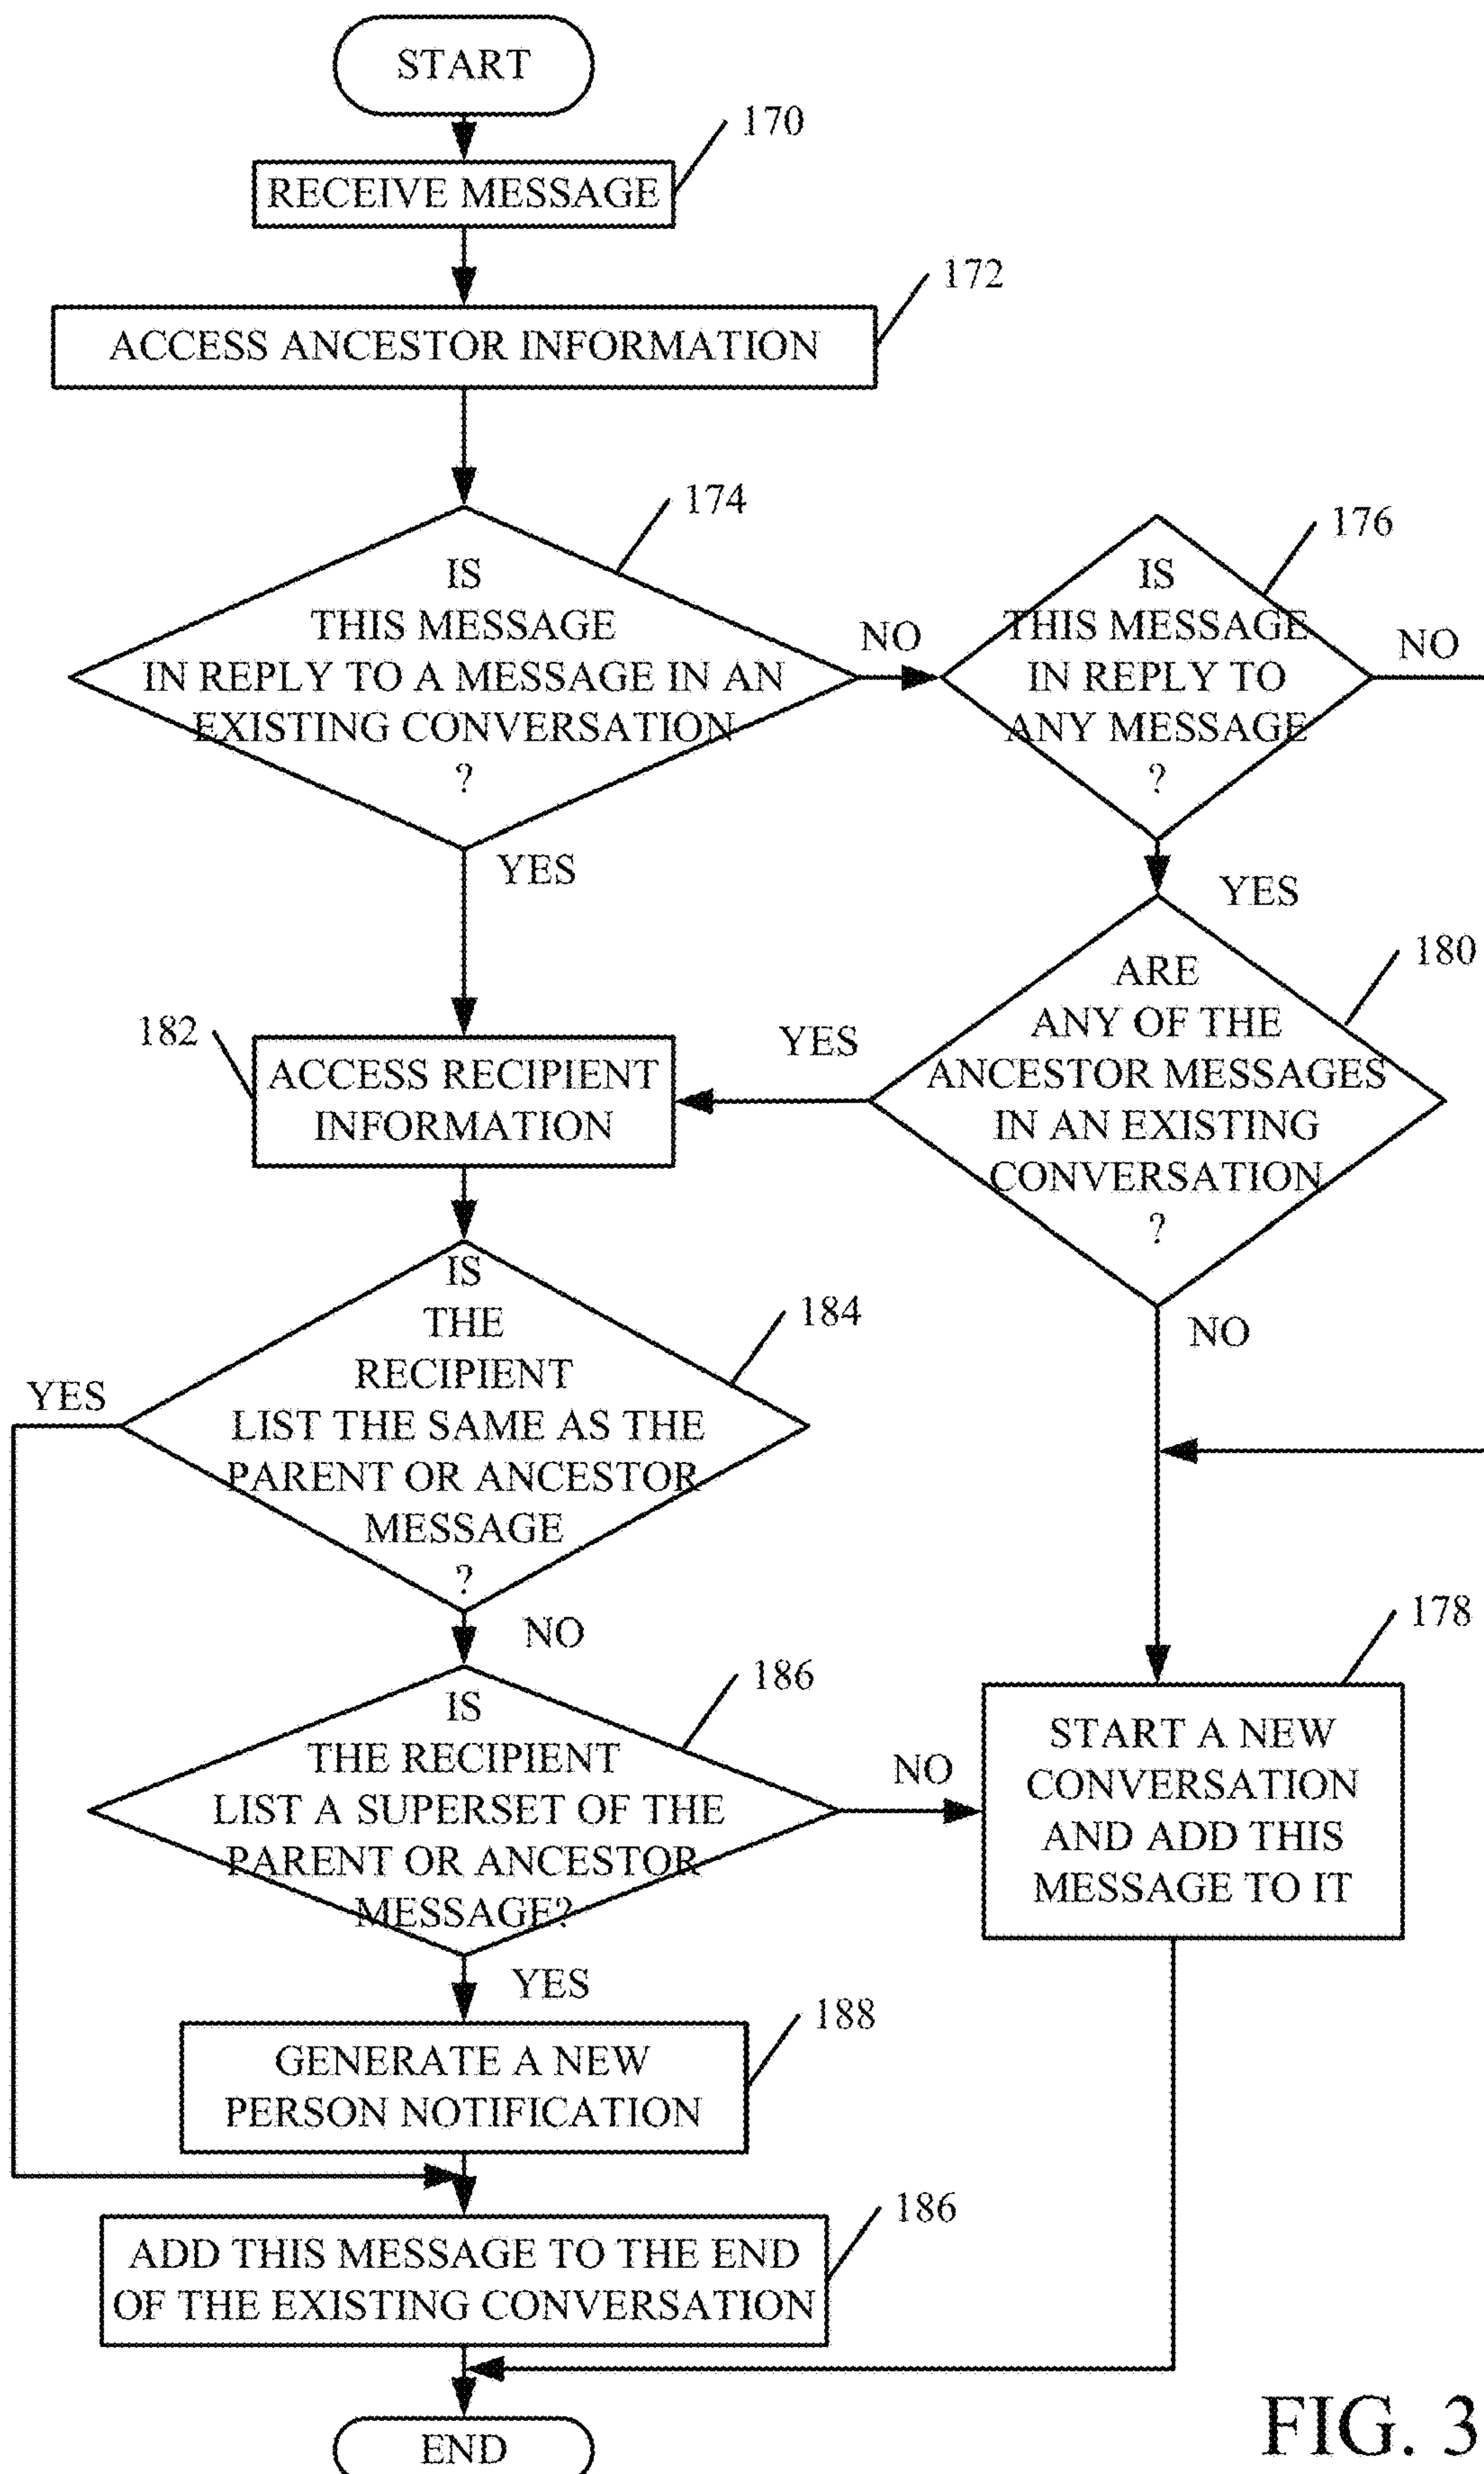 START
170
RECEIVE MESSAGE
172
ACCESS ANCESTOR INFORMATION
174
IS
THIS MESSAGE
IN REPLY TO A MESSAGE IN AN
EXISTING CONVERSATION
?
NO
176
IS
THIS MESSAGE
IN REPLY TO
ANY MESSAGE
?
NO
YES
YES
180
ARE
ANY OF THE
ANCESTOR MESSAGES
IN AN EXISTING
CONVERSATION
?
YES
182
ACCESS RECIPIENT
INFORMATION
NO
184
IS
THE
RECIPIENT
LIST THE SAME AS THE
PARENT OR ANCESTOR
MESSAGE
?
YES
NO
186
IS
THE RECIPIENT
LIST A SUPERSET OF THE
PARENT OR ANCESTOR
MESSAGE?
NO
178
START A NEW
CONVERSATION
AND ADD THIS
MESSAGE TO IT
YES
188
GENERATE A NEW
PERSON NOTIFICATION
186
ADD THIS MESSAGE TO THE END
OF THE EXISTING CONVERSATION
END
FIG. 3